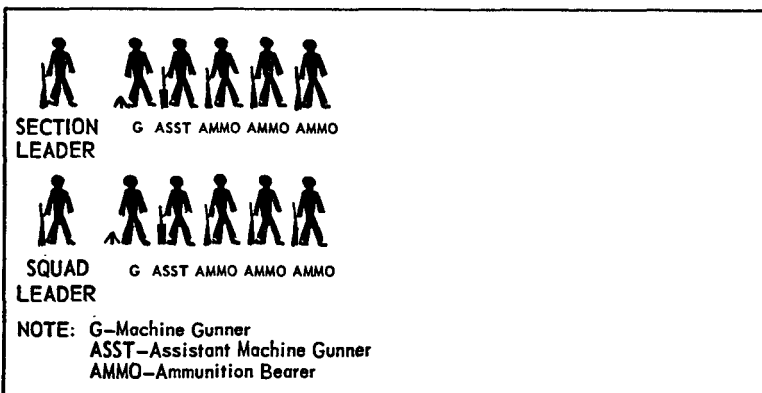 SECTION
LEADER
G ASST AMMO AMMO AMMO
SQUAD
LEADER
G ASST AMMO AMMO AMMO
NOTE: G—Machine Gunner
ASST—Assistant Machine Gunner
AMMO—Ammunition Bearer